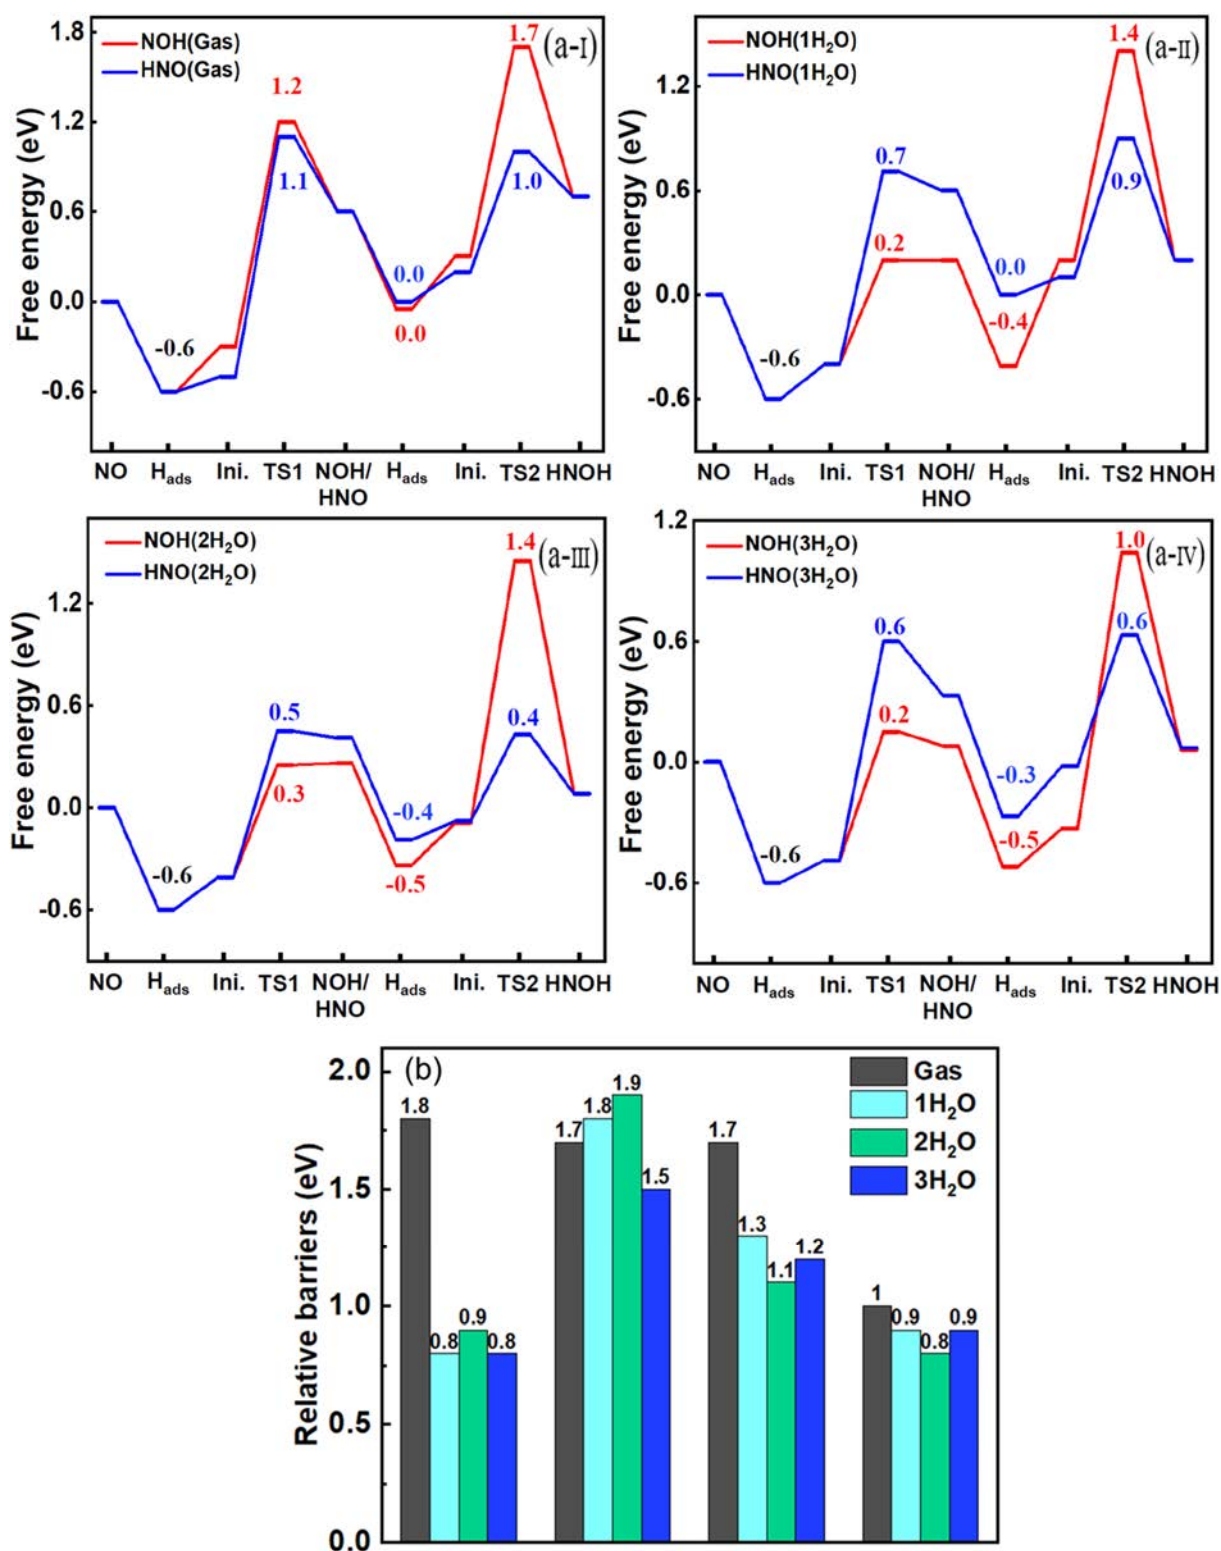 NOH(Gas)
HNO(Gas)
(a-I)
Free energy (eV)
1.8
1.2
0.6
0.0
-0.6
-0.6
1.2
1.1
0.0
0.0
1.7
1.0
NO Hads Ini. TS1 NOH/ Hads Ini. TS2 HNOH
HNO
NOH(1H2O)
HNO(1H2O)
(a-II)
Free energy (eV)
1.2
0.6
0.0
-0.6
-0.6
0.7
0.2
0.0
-0.4
1.4
0.9
NO Hads Ini. TS1 NOH/ Hads Ini. TS2 HNOH
HNO
NOH(2H2O)
HNO(2H2O)
(a-III)
Free energy (eV)
1.2
0.6
0.0
-0.6
-0.6
0.5
0.3
-0.4
-0.5
1.4
0.4
NO Hads Ini. TS1 NOH/ Hads Ini. TS2 HNOH
HNO
NOH(3H2O)
HNO(3H2O)
(a-IV)
Free energy (eV)
1.2
0.6
0.0
-0.6
-0.6
0.6
0.2
-0.3
-0.5
1.0
0.6
NO Hads Ini. TS1 NOH/ Hads Ini. TS2 HNOH
HNO
(b)
Relative barriers (eV)
2.0
1.5
1.0
0.5
0.0
Gas
1H2O
2H2O
3H2O
1.8
0.8
0.9
0.8
1.7
1.8
1.9
1.5
1.7
1.3
1.1
1.2
1
0.9
0.8
0.9